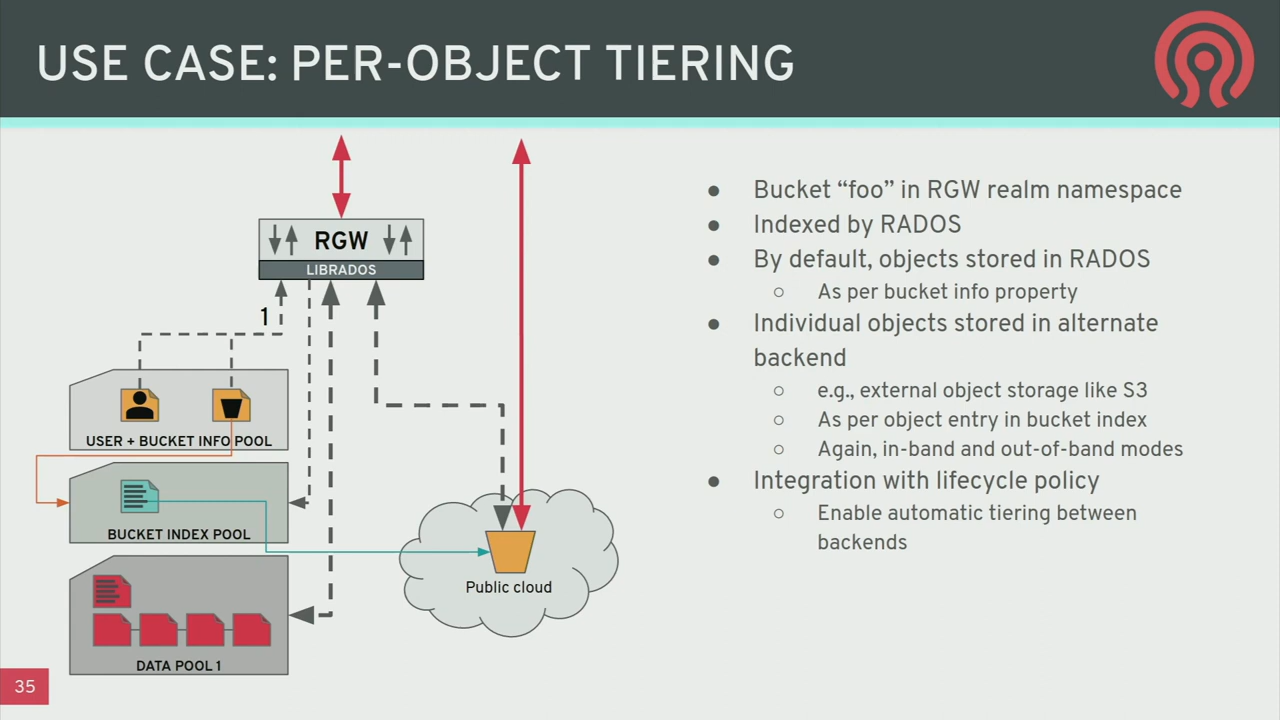 USE CASE: PER-OBJECT TIERING
RGW
LIBRADOS
1
USER + BUCKET INFO POOL
BUCKET INDEX POOL
DATA POOL 1
Public cloud
● Bucket “foo” in RGW realm namespace
● Indexed by RADOS
● By default, objects stored in RADOS
○ As per bucket info property
● Individual objects stored in alternate
backend
○ e.g., external object storage like S3
○ As per object entry in bucket index
○ Again, in-band and out-of-band modes
● Integration with lifecycle policy
○ Enable automatic tiering between
backends
35